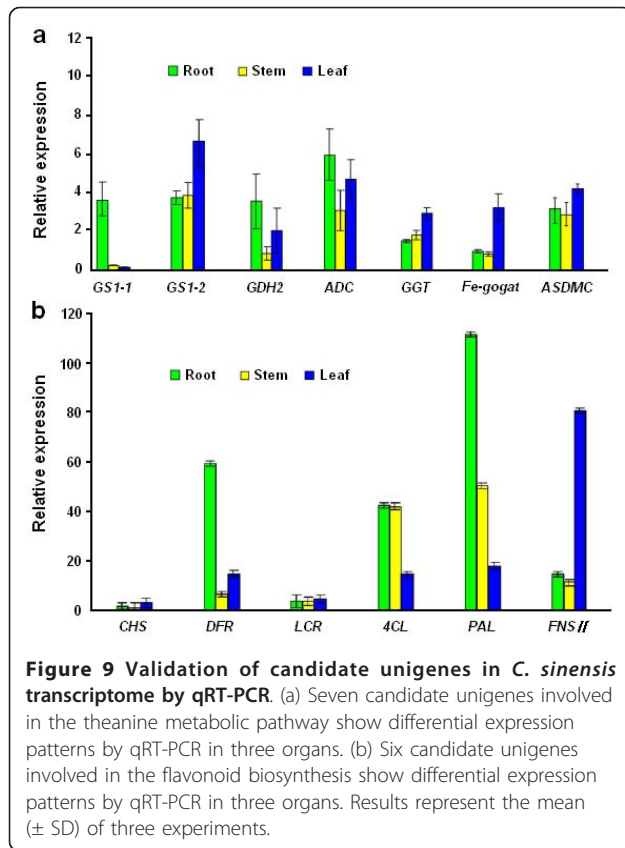 a
12
10
8
6
4
2
0
Relative expression
Root Stem Leaf
GS1-1 GS1-2 GDH2 ADC GGT Fe-gogat ASDMC
b
120
100
80
60
40
20
0
Relative expression
Root Stem Leaf
CHS DFR LCR 4CL PAL FNS II
Figure 9 Validation of candidate unigenes in C. sinensis
transcriptome by qRT-PCR. (a) Seven candidate unigenes involved
in the theanine metabolic pathway show differential expression
patterns by qRT-PCR in three organs. (b) Six candidate unigenes
involved in the flavonoid biosynthesis show differential expression
patterns by qRT-PCR in three organs. Results represent the mean
(± SD) of three experiments.